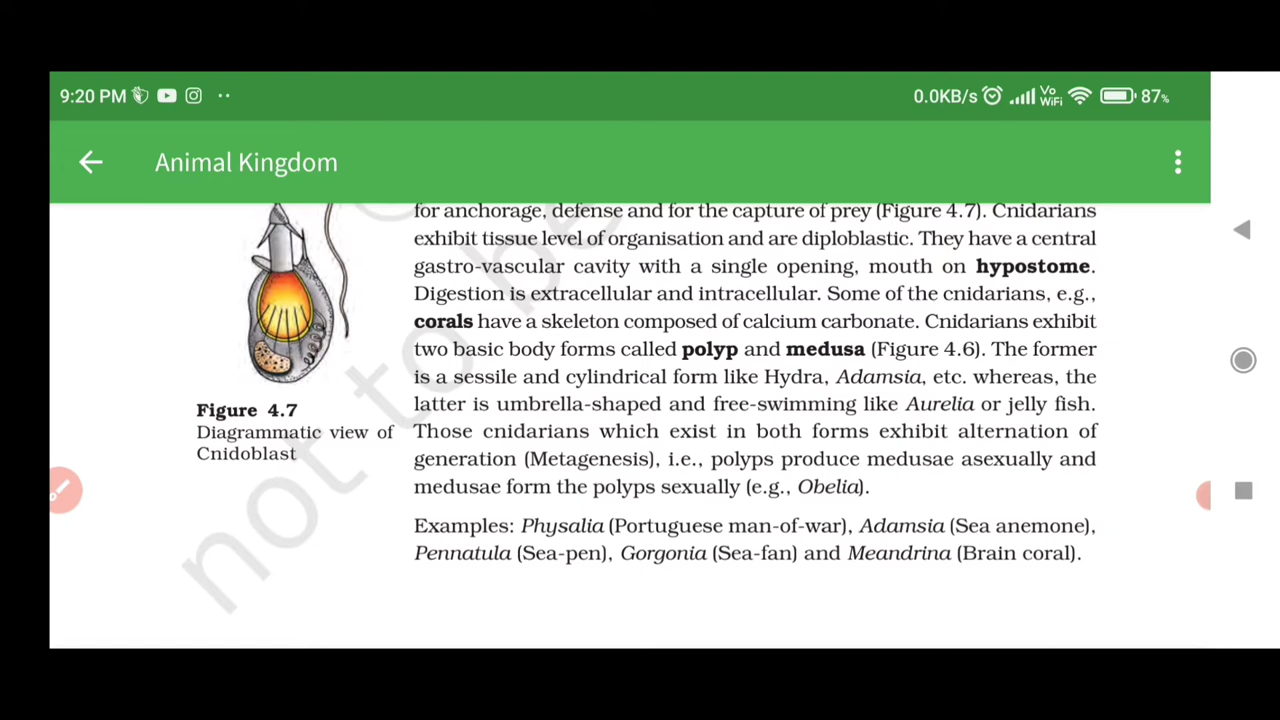 9:20 PM
0.0KB/s Vo WiFi 87%
Animal Kingdom
for anchorage, defense and for the capture of prey (Figure 4.7). Cnidarians
exhibit tissue level of organisation and are diploblastic. They have a central
gastro-vascular cavity with a single opening, mouth on hypostome.
Digestion is extracellular and intracellular. Some of the cnidarians, e.g.,
corals have a skeleton composed of calcium carbonate. Cnidarians exhibit
two basic body forms called polyp and medusa (Figure 4.6). The former
is a sessile and cylindrical form like Hydra, Adamsia, etc. whereas, the
latter is umbrella-shaped and free-swimming like Aurelia or jelly fish.
Those cnidarians which exist in both forms exhibit alternation of
generation (Metagenesis), i.e., polyps produce medusae asexually and
medusae form the polyps sexually (e.g., Obelia).
Examples: Physalia (Portuguese man-of-war), Adamsia (Sea anemone),
Pennatula (Sea-pen), Gorgonia (Sea-fan) and Meandrina (Brain coral).
Figure 4.7
Diagrammatic view of
Cnidoblast
not to be